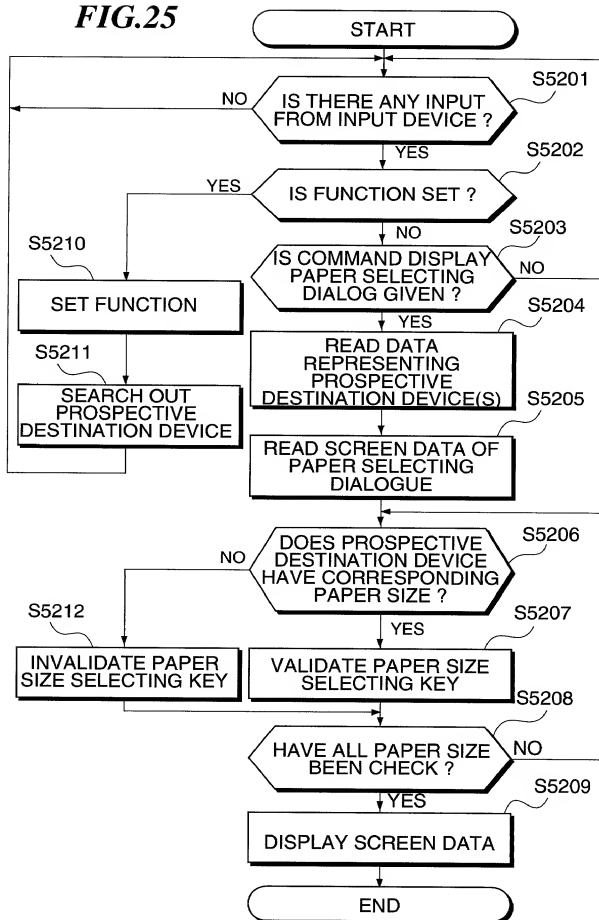 FIG.25
START
S5201
NO
IS THERE ANY INPUT
FROM INPUT DEVICE ?
YES
S5202
YES
IS FUNCTION SET ?
NO
S5203
IS COMMAND DISPLAY
PAPER SELECTING
DIALOG GIVEN ?
NO
YES
S5210
SET FUNCTION
S5204
READ DATA
REPRESENTING
PROSPECTIVE
DESTINATION DEVICE(S)
S5211
SEARCH OUT
PROSPECTIVE
DESTINATION DEVICE
S5205
READ SCREEN DATA OF
PAPER SELECTING
DIALOGUE
S5206
NO
DOES PROSPECTIVE
DESTINATION DEVICE
HAVE CORRESPONDING
PAPER SIZE ?
YES
S5212
INVALIDATE PAPER
SIZE SELECTING KEY
S5207
VALIDATE PAPER SIZE
SELECTING KEY
S5208
HAVE ALL PAPER SIZE
BEEN CHECK ?
NO
YES
S5209
DISPLAY SCREEN DATA
END